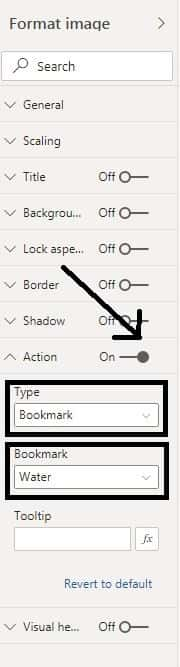 Format image
Search
General
Scaling
Title Off
Backgrou... Off
Lock aspe... Off
Border Off
Shadow Off
Action On
Type
Bookmark
Bookmark
Water
Tooltip
fx
Revert to default
Visual he... Off